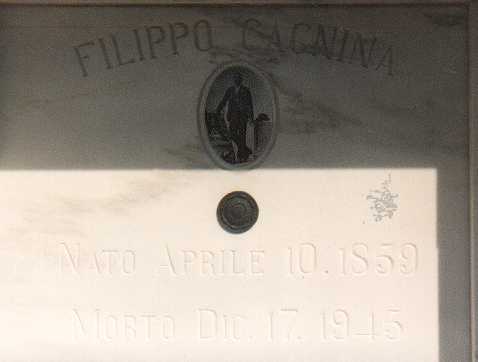 FILIPPO CAGNINA
NATO APRILE 10. 1859
MORTO DIC. 17. 1945